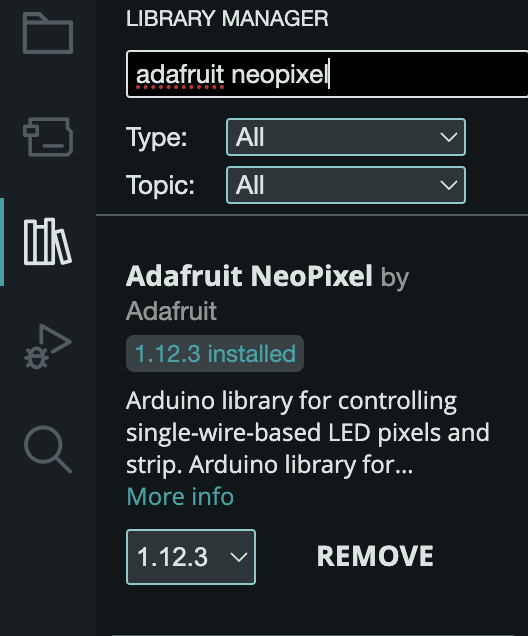 LIBRARY MANAGER
adafruit neopixel
Type: All
Topic: All
Adafruit NeoPixel by
Adafruit
1.12.3 installed
Arduino library for controlling
single-wire-based LED pixels and
strip. Arduino library for...
More info
1.12.3 REMOVE